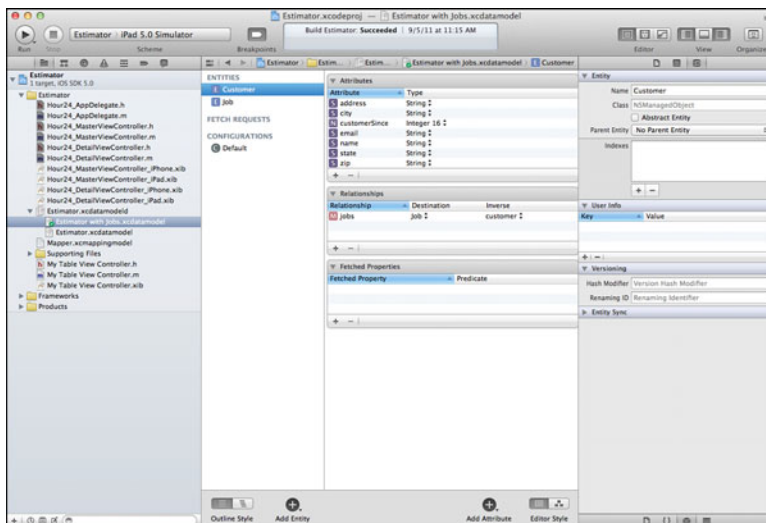 Estimator.xcodeproj — Estimator with Jobs.xcdatamodel
Run Stop
Estimator iPad 5.0 Simulator
Scheme
Breakpoints
Build Estimator: Succeeded | 9/5/11 at 11:15 AM
Editor
View
Organize
Estimator
1 target, iOS SDK 5.0
Estimator
Hour24_AppDelegate.h
Hour24_AppDelegate.m
Hour24_MasterViewController.h
Hour24_MasterViewController.m
Hour24_DetailViewController.h
Hour24_DetailViewController.m
Hour24_MasterViewController_iPhone.xib
Hour24_MasterViewController_iPad.xib
Hour24_DetailViewController_iPhone.xib
Hour24_DetailViewController_iPad.xib
Estimator.xcdatamodeld
Estimator with Jobs.xcdatamodel
Estimator.xcdatamodel
Mapper.xcmappingmodel
Supporting Files
My Table View Controller.h
My Table View Controller.m
My Table View Controller.xib
Frameworks
Products
Estimator Estim... Estim... Estimator with Jobs.xcdatamodel E Customer
ENTITIES
E Customer
E Job
FETCH REQUESTS
CONFIGURATIONS
C Default
Attributes
Attribute Type
S address String
S city String
N customerSince Integer 16
S email String
S name String
S state String
S zip String
+ −
Relationships
Relationship Destination Inverse
M jobs Job customer
+ −
Fetched Properties
Fetched Property Predicate
+ −
Outline Style
Add Entity
Add Attribute
Editor Style
Entity
Name Customer
Class NSManagedObject
Abstract Entity
Parent Entity No Parent Entity
Indexes
+ −
User Info
Key Value
+ −
Versioning
Hash Modifier Version Hash Modifier
Renaming ID Renaming Identifier
Entity Sync